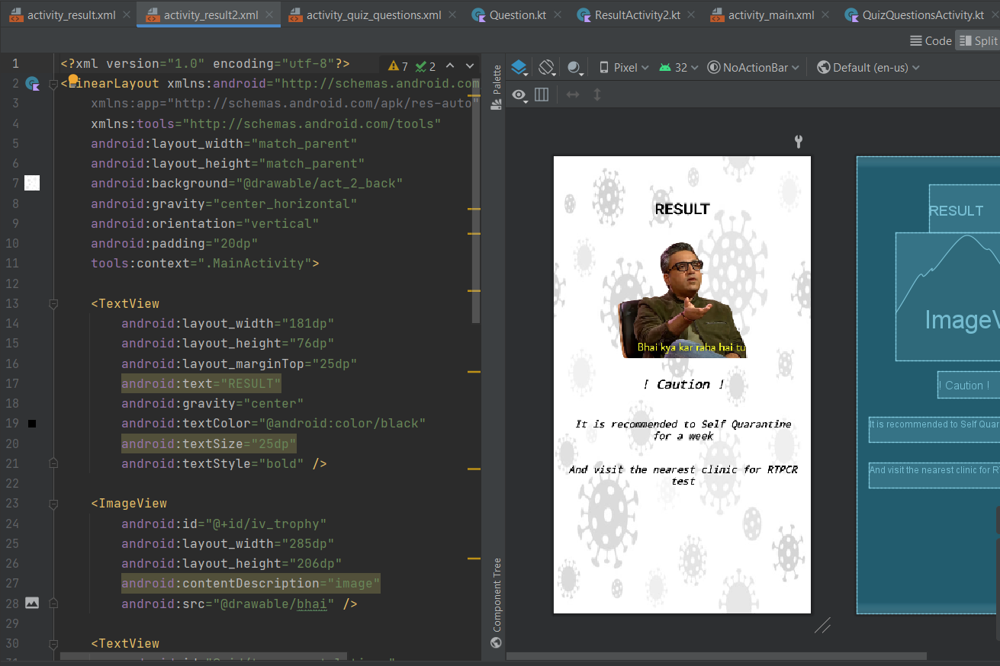 activity_result.xml
activity_result2.xml
activity_quiz_questions.xml
Question.kt
ResultActivity2.kt
activity_main.xml
QuizQuestionsActivity.kt
Code
Split
1 <?xml version="1.0" encoding="utf-8"?>
7 2
2 inearLayout xmlns:android="http://schemas.android.com
3 xmlns:app="http://schemas.android.com/apk/res-auto"
4 xmlns:tools="http://schemas.android.com/tools"
5 android:layout_width="match_parent"
6 android:layout_height="match_parent"
7 android:background="@drawable/act_2_back"
8 android:gravity="center_horizontal"
9 android:orientation="vertical"
10 android:padding="20dp"
11 tools:context=".MainActivity">
12
13 <TextView
14 android:layout_width="181dp"
15 android:layout_height="76dp"
16 android:layout_marginTop="25dp"
17 android:text="RESULT"
18 android:gravity="center"
19 android:textColor="@android:color/black"
20 android:textSize="25dp"
21 android:textStyle="bold" />
22
23 <ImageView
24 android:id="@+id/iv_trophy"
25 android:layout_width="285dp"
26 android:layout_height="206dp"
27 android:contentDescription="image"
28 android:src="@drawable/bhai" />
29
30 <TextView
Palette
Component Tree
Pixel
32
NoActionBar
Default (en-us)
RESULT
Bhai kya kar raha hai tu
! Caution !
It is recommended to Self Quarantine
for a week
And visit the nearest clinic for RTPCR
test
RESULT
ImageV
! Caution !
It is recommended to Self Quar
And visit the nearest clinic for RT